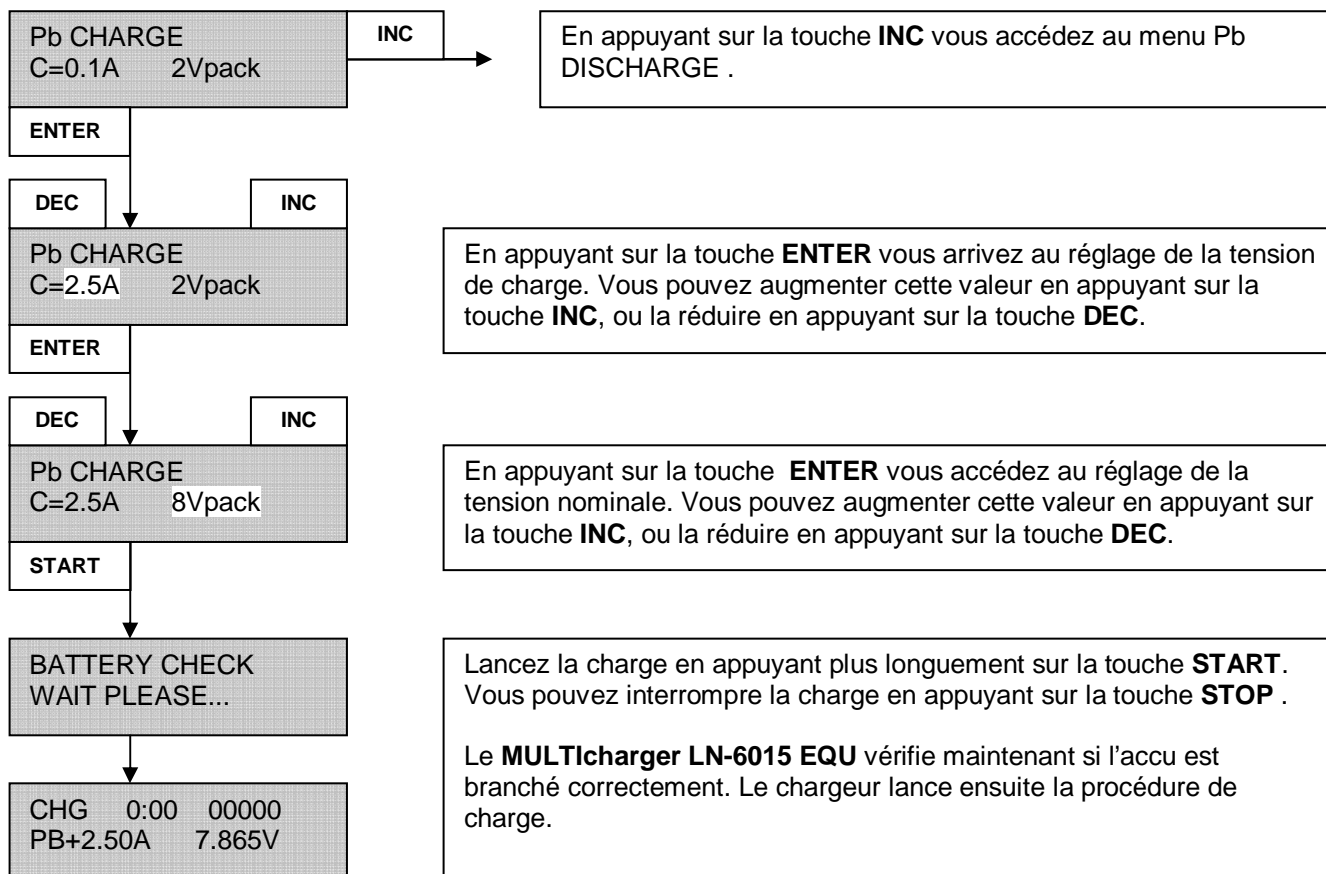 Pb CHARGE
C=0.1A 2Vpack
INC
En appuyant sur la touche INC vous accédez au menu Pb
DISCHARGE .
ENTER
DEC
INC
Pb CHARGE
C=2.5A 2Vpack
En appuyant sur la touche ENTER vous arrivez au réglage de la tension
de charge. Vous pouvez augmenter cette valeur en appuyant sur la
touche INC, ou la réduire en appuyant sur la touche DEC.
ENTER
DEC
INC
Pb CHARGE
C=2.5A 8Vpack
En appuyant sur la touche ENTER vous accédez au réglage de la
tension nominale. Vous pouvez augmenter cette valeur en appuyant sur
la touche INC, ou la réduire en appuyant sur la touche DEC.
START
BATTERY CHECK
WAIT PLEASE...
Lancez la charge en appuyant plus longuement sur la touche START.
Vous pouvez interrompre la charge en appuyant sur la touche STOP .
Le MULTIcharger LN-6015 EQU vérifie maintenant si l'accu est
branché correctement. Le chargeur lance ensuite la procédure de
charge.
CHG 0:00 00000
PB+2.50A 7.865V